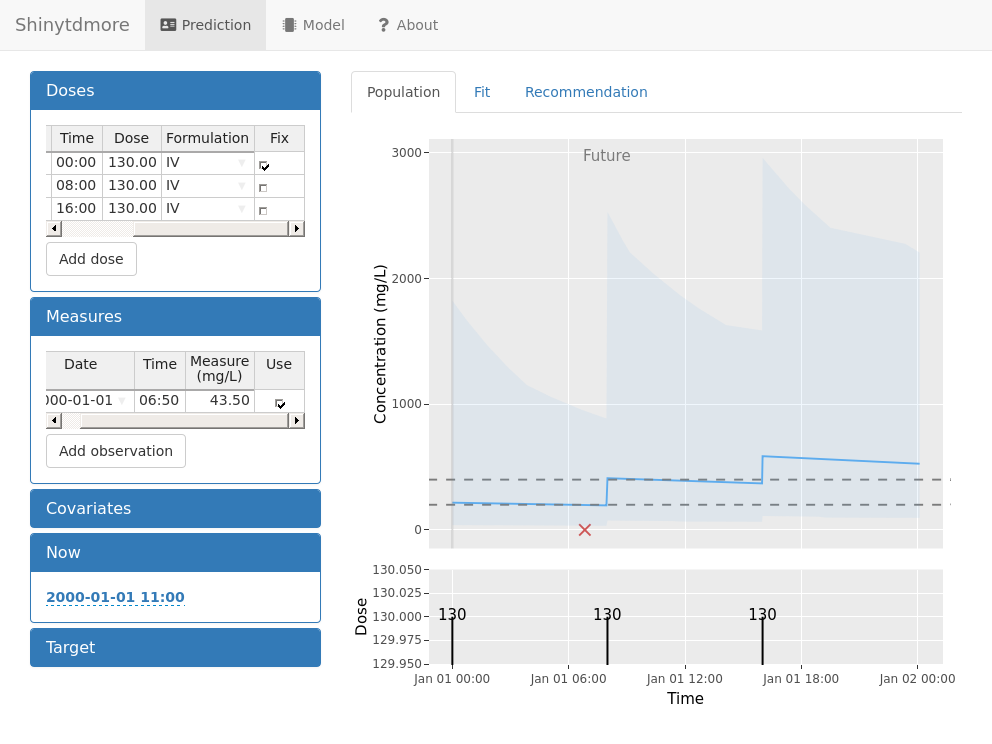 Shinytdmore Prediction Model ? About
Doses
Time Dose Formulation Fix
00:00 130.00 IV
08:00 130.00 IV
16:00 130.00 IV
Add dose
Measures
Date Time Measure (mg/L) Use
000-01-01 06:50 43.50
Add observation
Covariates
Now
2000-01-01 11:00
Target
Population Fit Recommendation
Future
3000
2000
1000
0
Concentration (mg/L)
130.050
130.025
130.000
129.975
129.950
Dose
130 130 130
Jan 01 00:00 Jan 01 06:00 Jan 01 12:00 Jan 01 18:00 Jan 02 00:00
Time